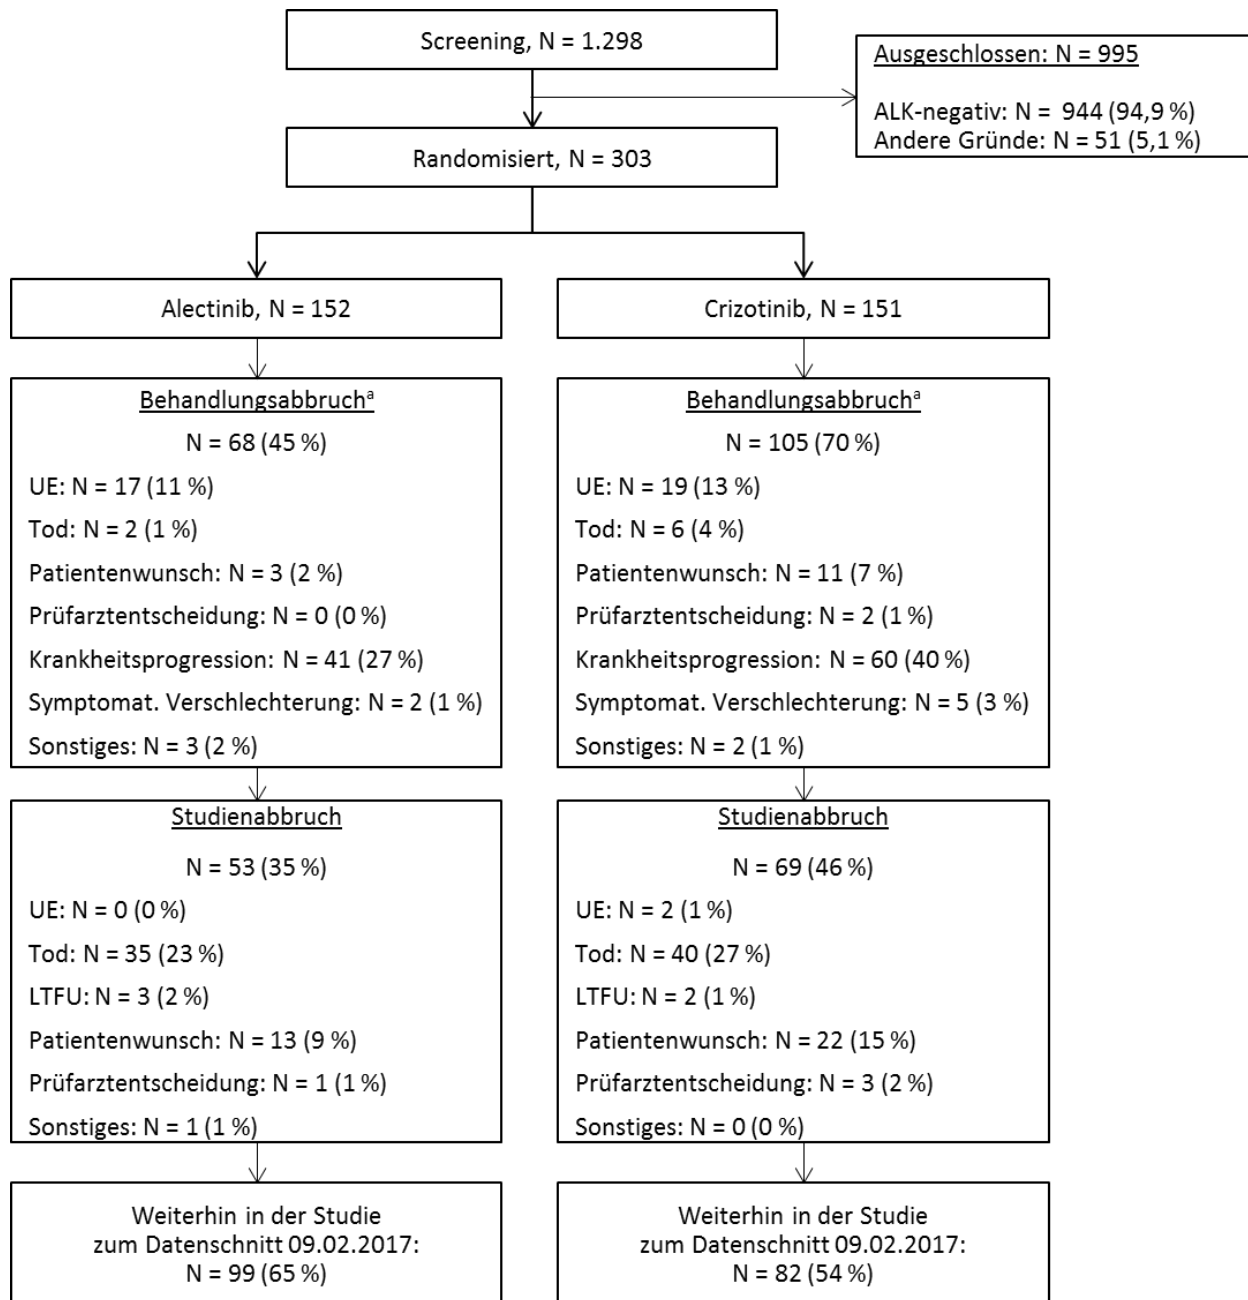 Screening, N = 1.298
Ausgeschlossen: N = 995
ALK-negativ: N =  944 (94,9 %)
Andere Gründe: N = 51 (5,1 %)
Randomisiert, N = 303
Alectinib, N = 152
Crizotinib, N = 151
Behandlungsabbruchᵃ
N = 68 (45 %)
UE: N = 17 (11 %)
Tod: N = 2 (1 %)
Patientenwunsch: N = 3 (2 %)
Prüfarztentscheidung: N = 0 (0 %)
Krankheitsprogression: N = 41 (27 %)
Symptomat. Verschlechterung: N = 2 (1 %)
Sonstiges: N = 3 (2 %)
Behandlungsabbruchᵃ
N = 105 (70 %)
UE: N = 19 (13 %)
Tod: N = 6 (4 %)
Patientenwunsch: N = 11 (7 %)
Prüfarztentscheidung: N = 2 (1 %)
Krankheitsprogression: N = 60 (40 %)
Symptomat. Verschlechterung: N = 5 (3 %)
Sonstiges: N = 2 (1 %)
Studienabbruch
N = 53 (35 %)
UE: N = 0 (0 %)
Tod: N = 35 (23 %)
LTFU: N = 3 (2 %)
Patientenwunsch: N = 13 (9 %)
Prüfarztentscheidung: N = 1 (1 %)
Sonstiges: N = 1 (1 %)
Studienabbruch
N = 69 (46 %)
UE: N = 2 (1 %)
Tod: N = 40 (27 %)
LTFU: N = 2 (1 %)
Patientenwunsch: N = 22 (15 %)
Prüfarztentscheidung: N = 3 (2 %)
Sonstiges: N = 0 (0 %)
Weiterhin in der Studie
zum Datenschnitt 09.02.2017:
N = 99 (65 %)
Weiterhin in der Studie
zum Datenschnitt 09.02.2017:
N = 82 (54 %)